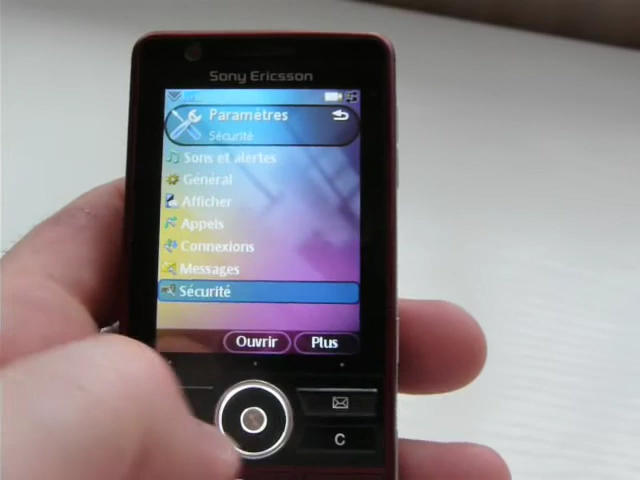 Sony Ericsson
Paramètres
Sécurité
Sons et alertes
Général
Afficher
Appels
Connexions
Messages
Sécurité
Ouvrir Plus
C